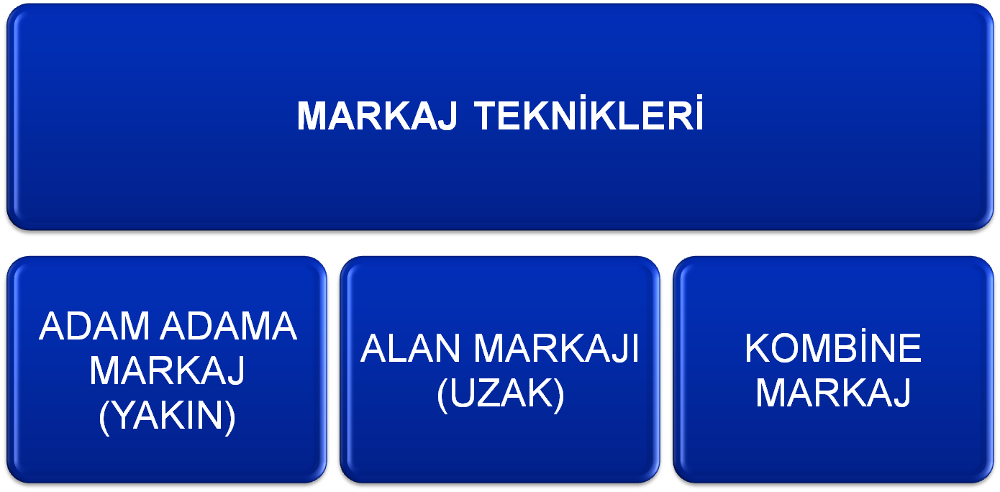 MARKAJ TEKNİKLERİ
ADAM ADAMA
MARKAJ
(YAKIN)
ALAN MARKAJI
(UZAK)
KOMBİNE
MARKAJ